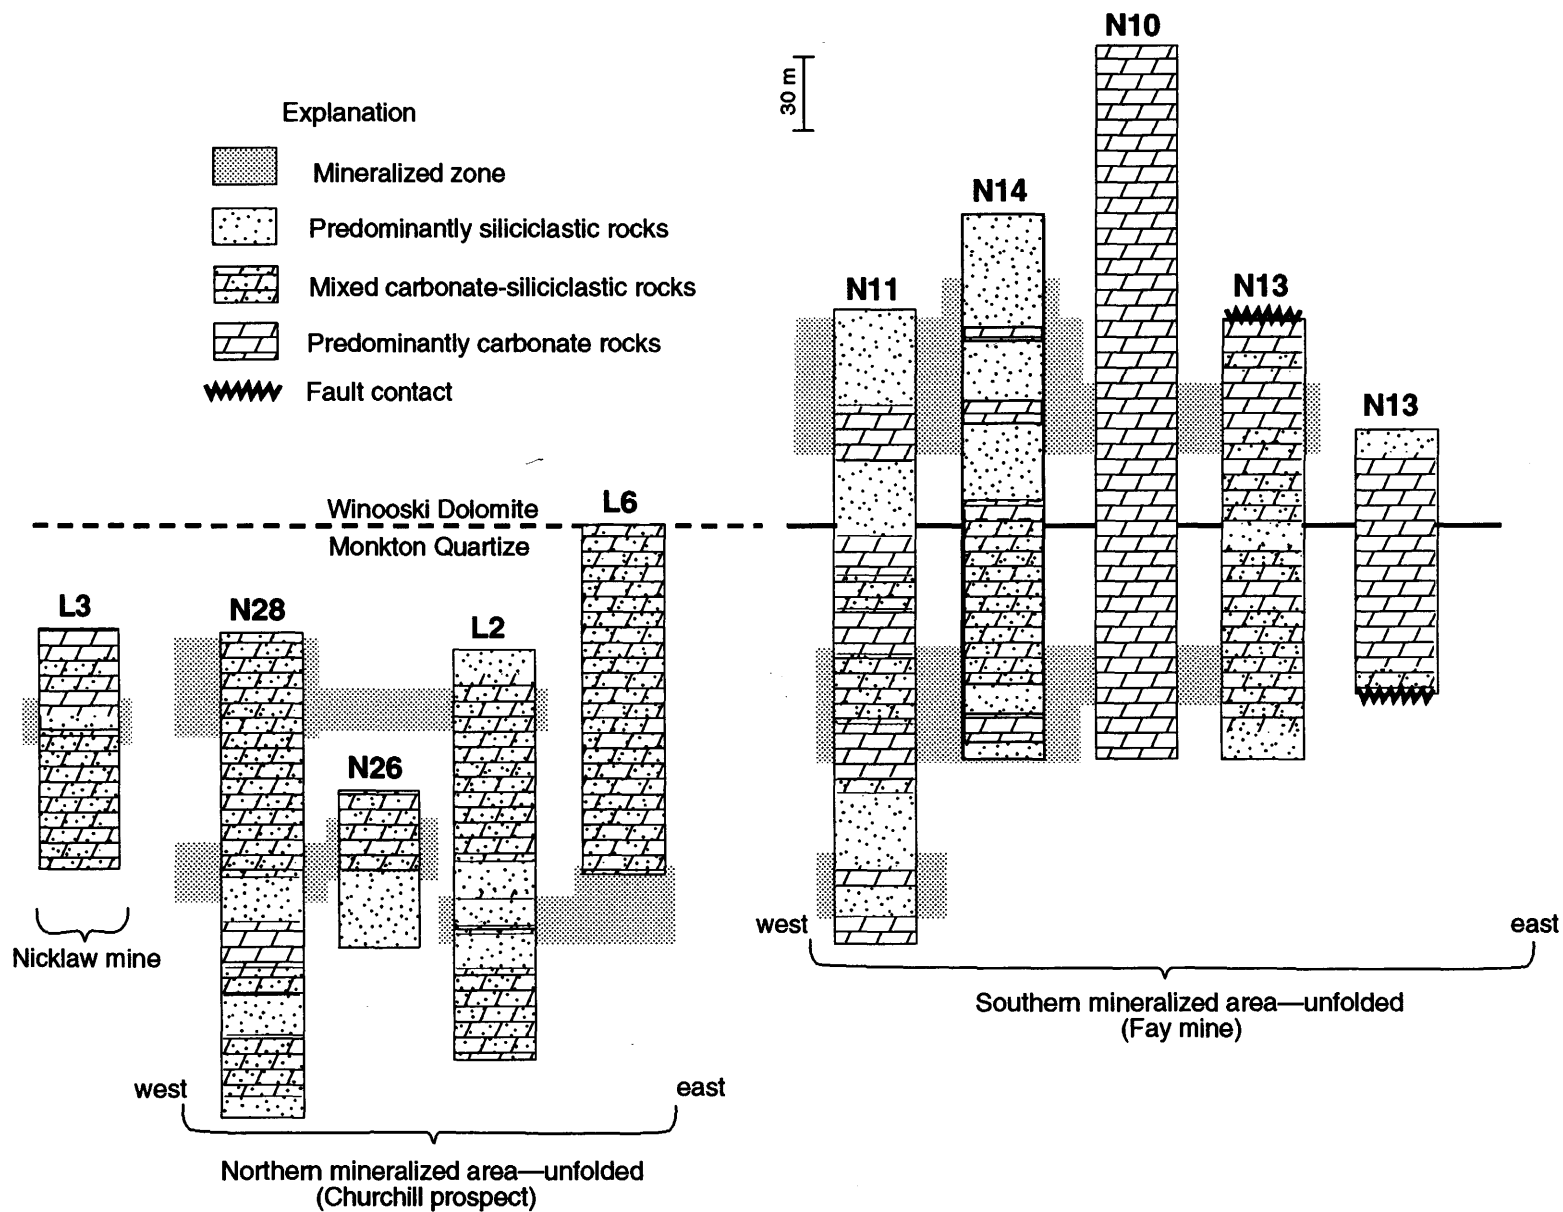 Explanation
Mineralized zone
Predominantly siliciclastic rocks
Mixed carbonate-siliciclastic rocks
Predominantly carbonate rocks
Fault contact
30 m
N10
N14
N11
N13
N13
Winooski Dolomite
Monkton Quartize
L6
L3
N28
L2
N26
Nicklaw mine
west
east
Southern mineralized area—unfolded
(Fay mine)
west
east
Northern mineralized area—unfolded
(Churchill prospect)